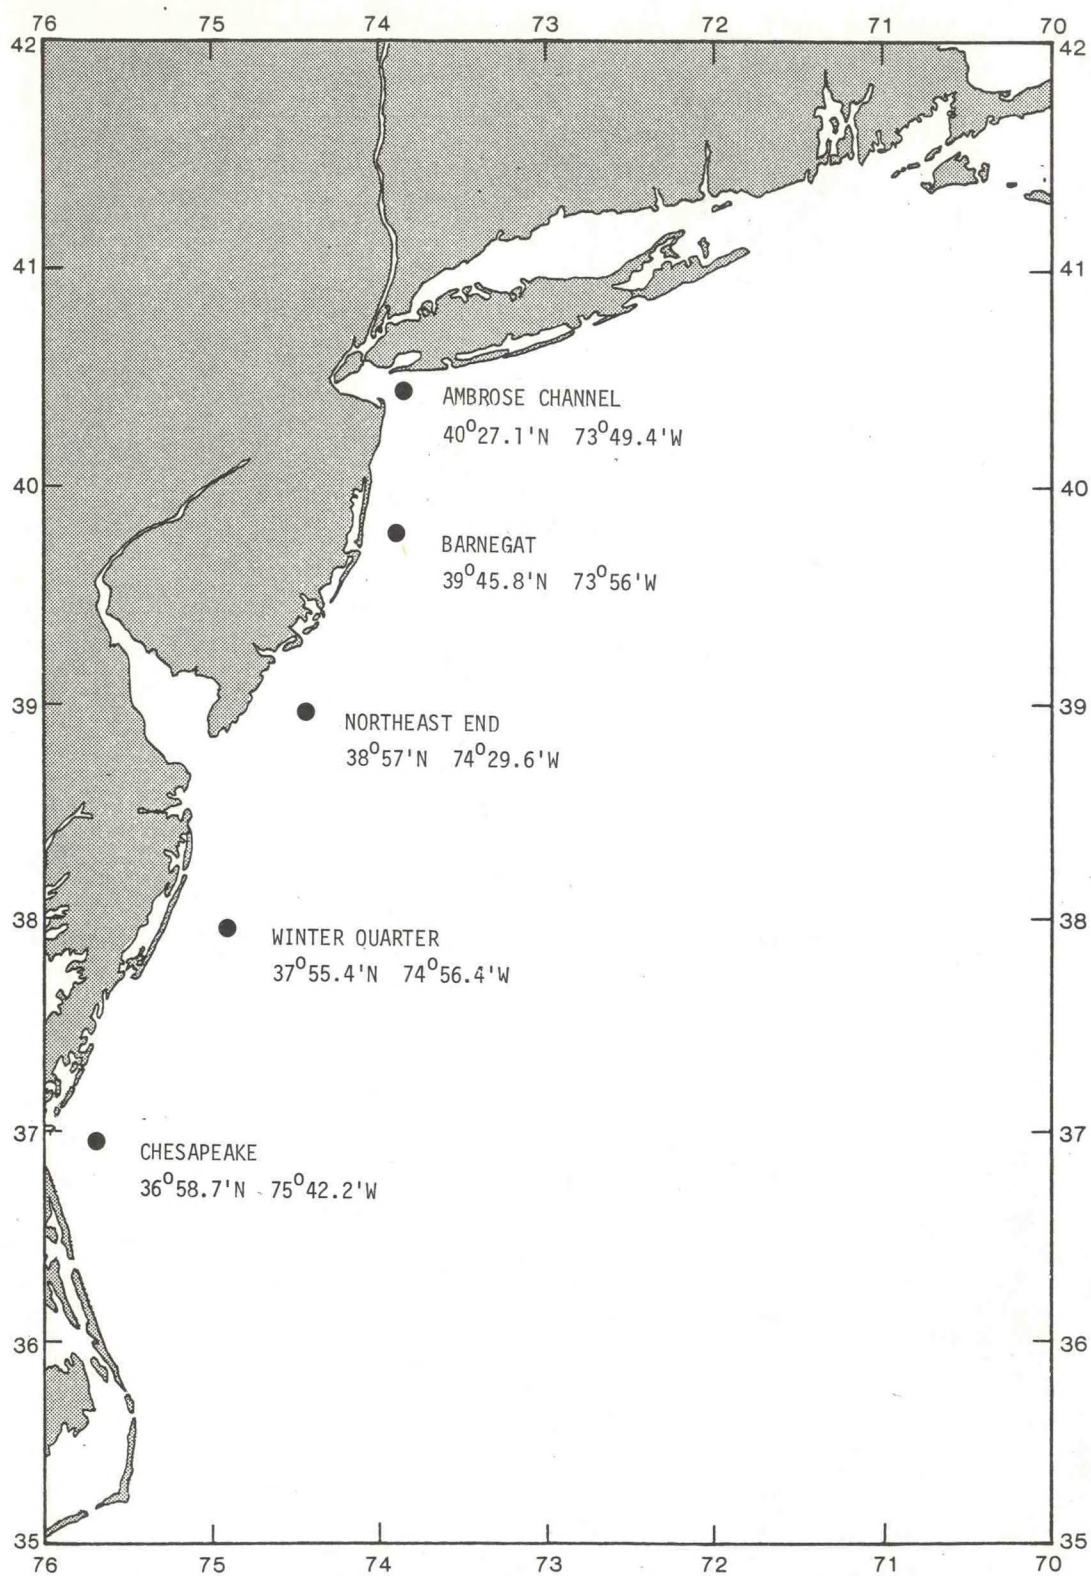 76 75 74 73 72 71 70
42 42
41 41
AMBROSE CHANNEL
40°27.1'N 73°49.4'W
40 40
BARNEGAT
39°45.8'N 73°56'W
39 39
NORTHEAST END
38°57'N 74°29.6'W
38 38
WINTER QUARTER
37°55.4'N 74°56.4'W
37 37
CHESAPEAKE
36°58.7'N 75°42.2'W
36 36
35 35
76 75 74 73 72 71 70